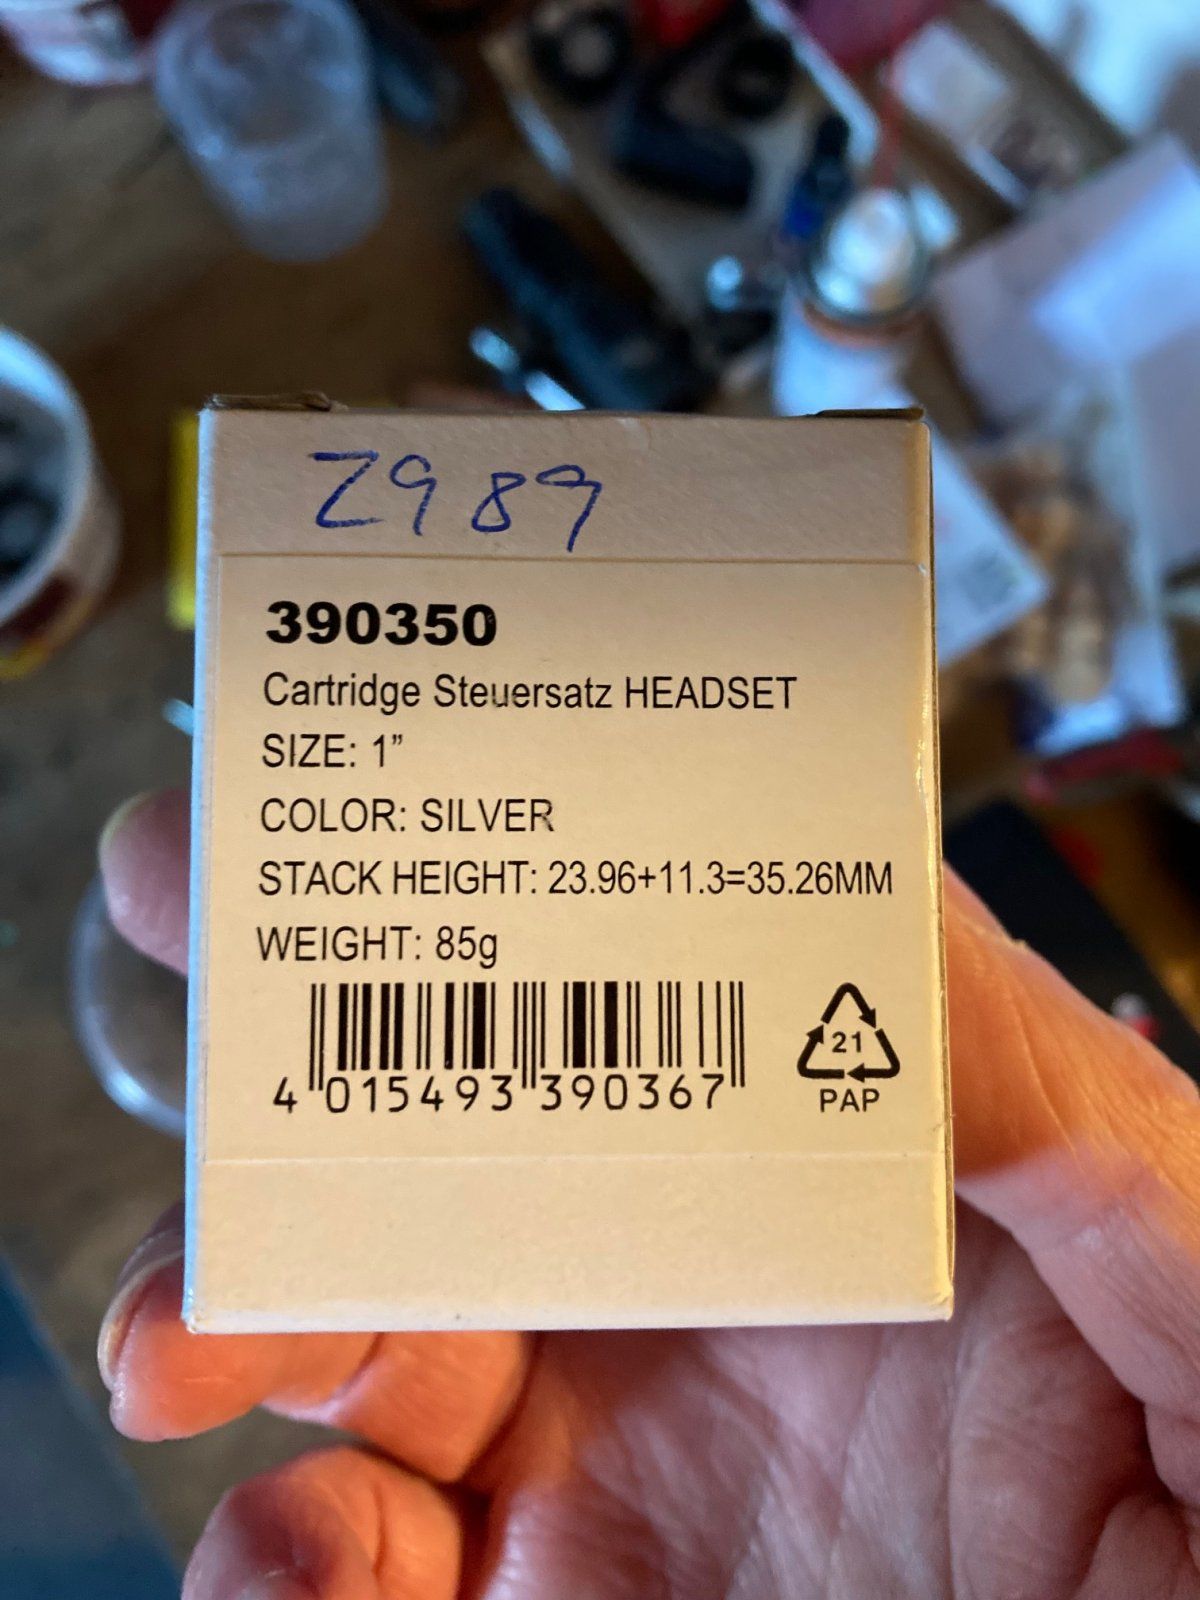 2989
390350
Cartridge Steuersatz HEADSET
SIZE: 1”
COLOR: SILVER
STACK HEIGHT: 23.96+11.3=35.26MM
WEIGHT: 85g
4 015493 390367
21
PAP